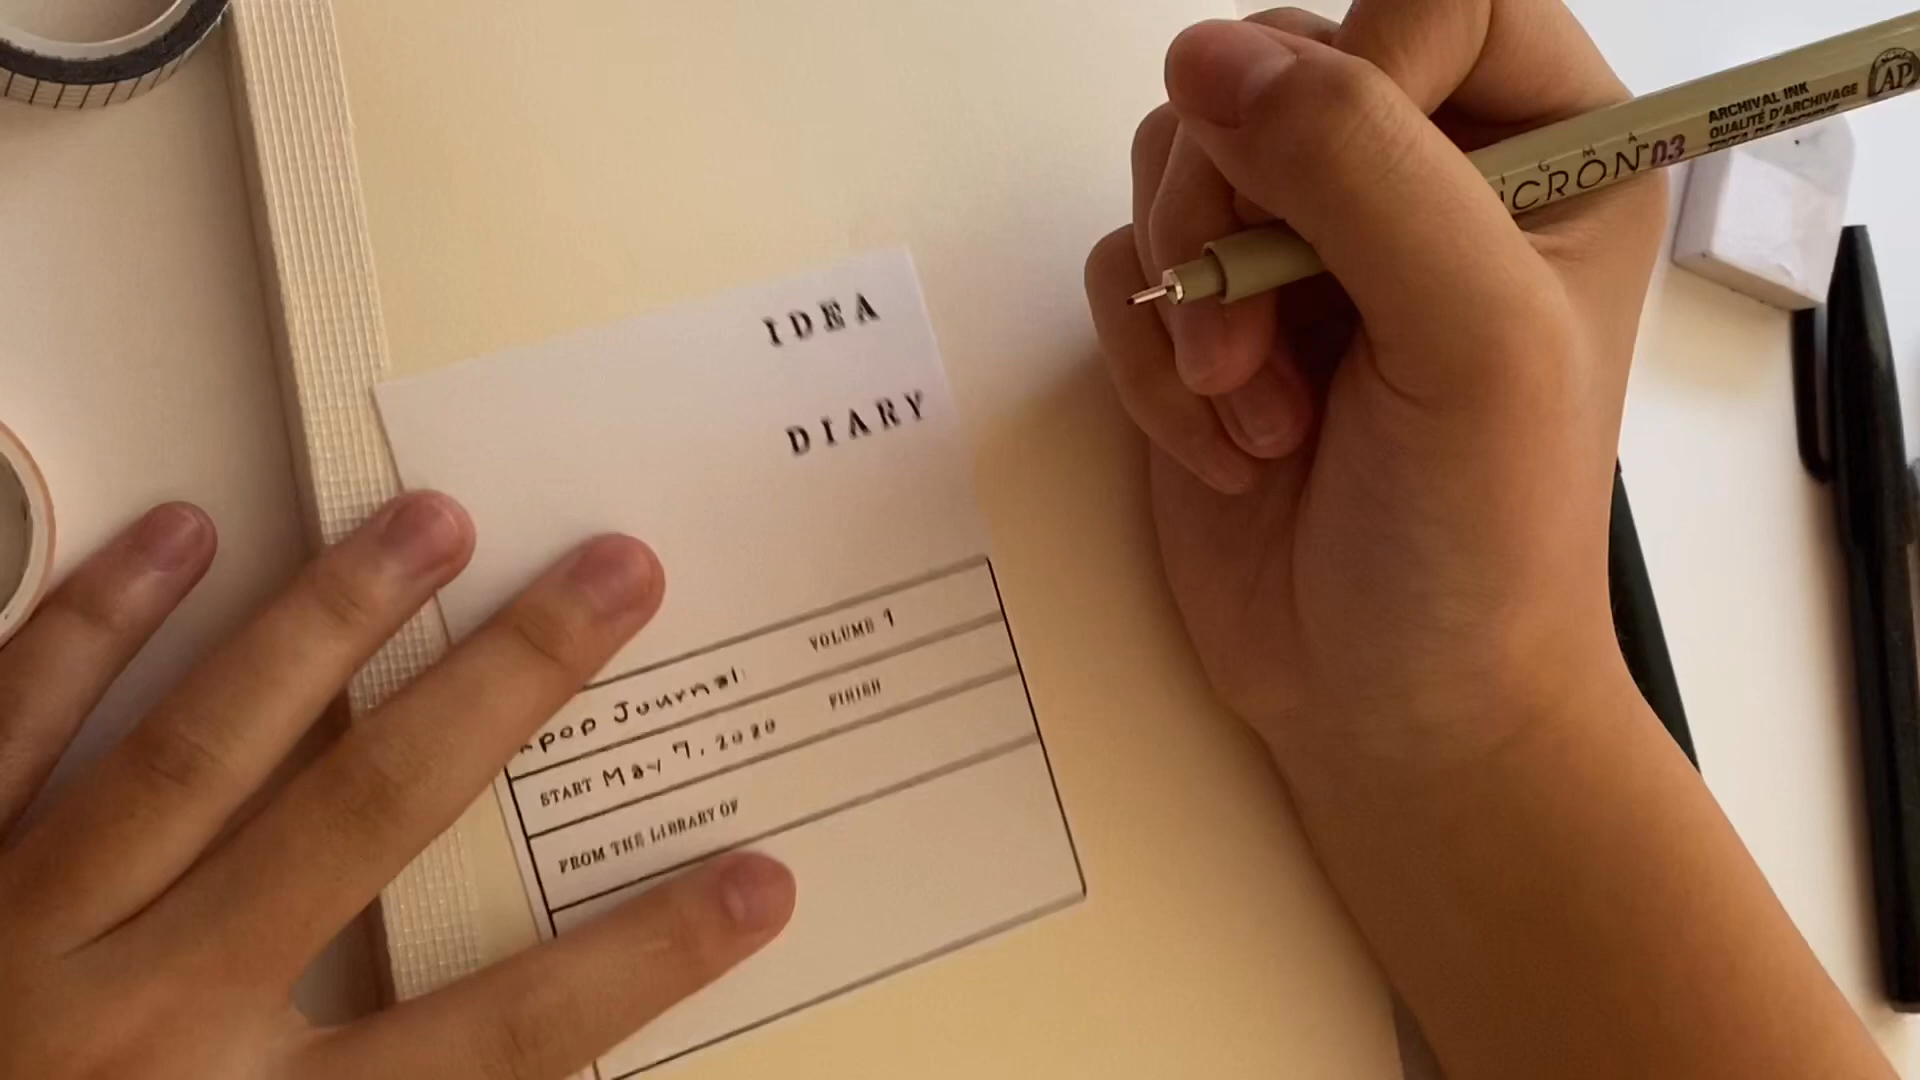 IDEA
DIARY
kpop Journal VOLUME 1
START May 7, 2020 FINISH
FROM THE LIBRARY OF
ICRON 03
ARCHIVAL INK
QUALITÉ D'ARCHIVAGE
AP